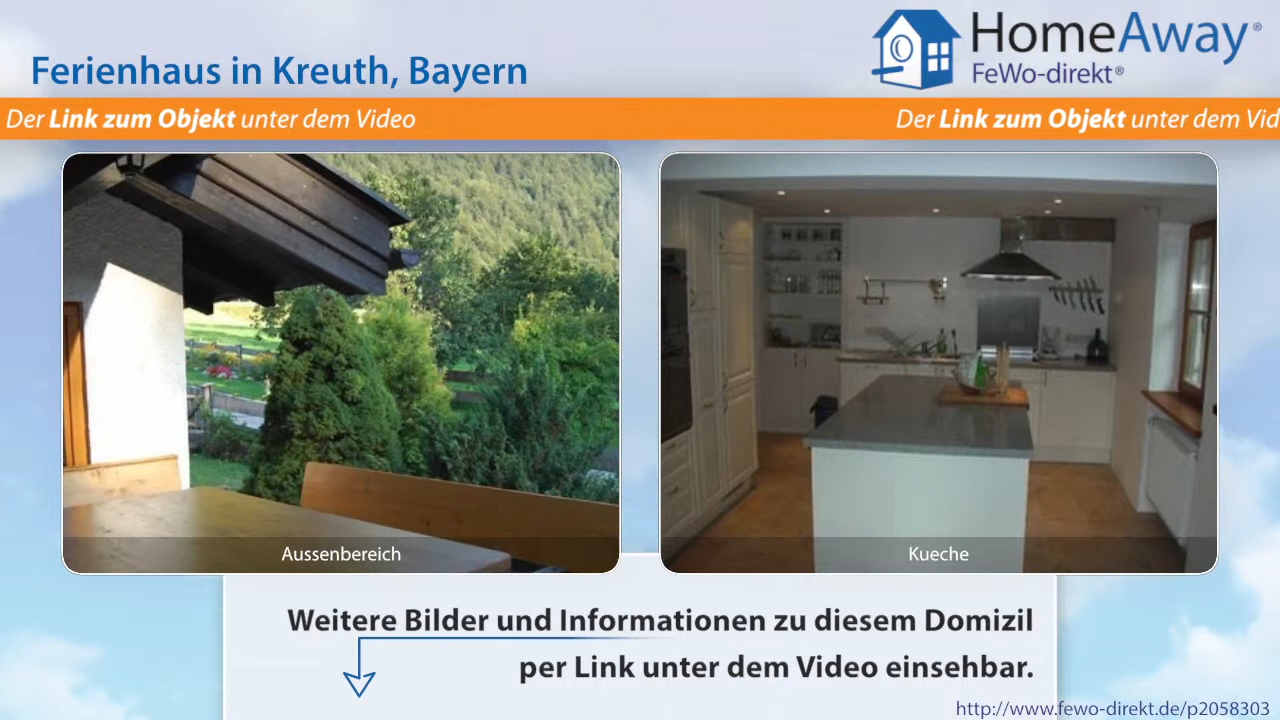 HomeAway®
FeWo-direkt®
Ferienhaus in Kreuth, Bayern
Der Link zum Objekt unter dem Video
Der Link zum Objekt unter dem Vid
Aussenbereich
Kueche
Weitere Bilder und Informationen zu diesem Domizil
per Link unter dem Video einsehbar.
http://www.fewo-direkt.de/p2058303